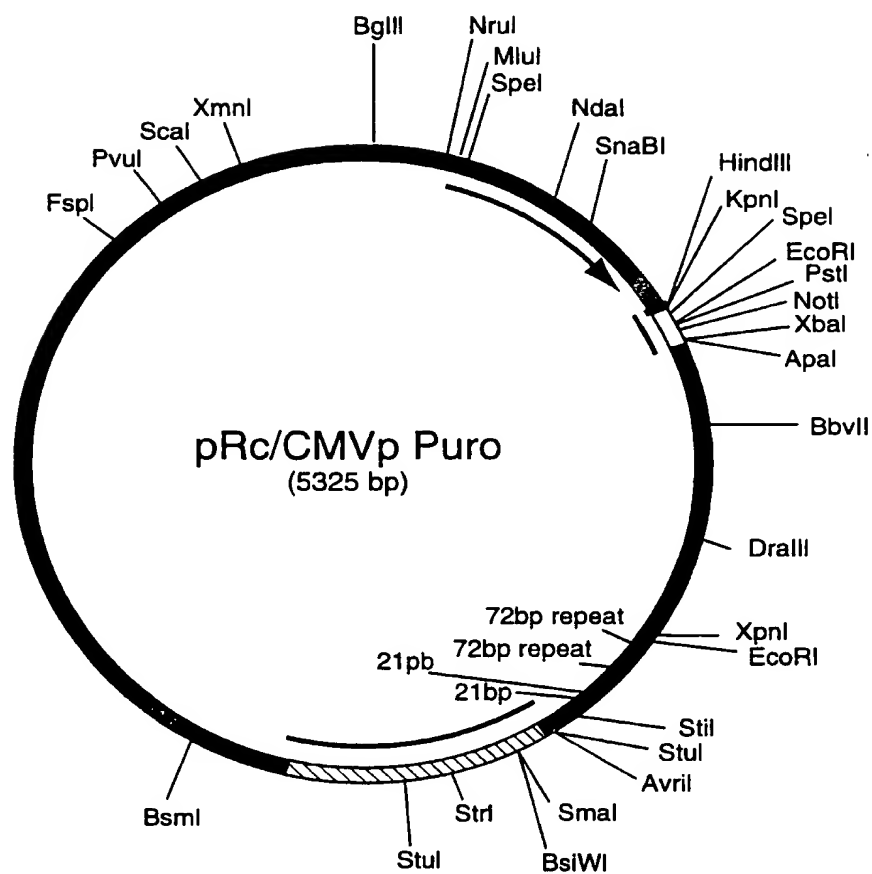 BglII
NruI
MluI
SpeI
NdaI
SnaBI
HindIII
KpnI
SpeI
EcoRI
PstI
NotI
XbaI
ApaI
BbvII
DraIII
XpnI
EcoRI
StiI
StuI
AvriI
SmaI
BsiWI
StrI
StuI
BsmI
FspI
PvuI
ScaI
XmnI
pRc/CMVp Puro
(5325 bp)
72bp repeat
72bp repeat
21pb
21bp